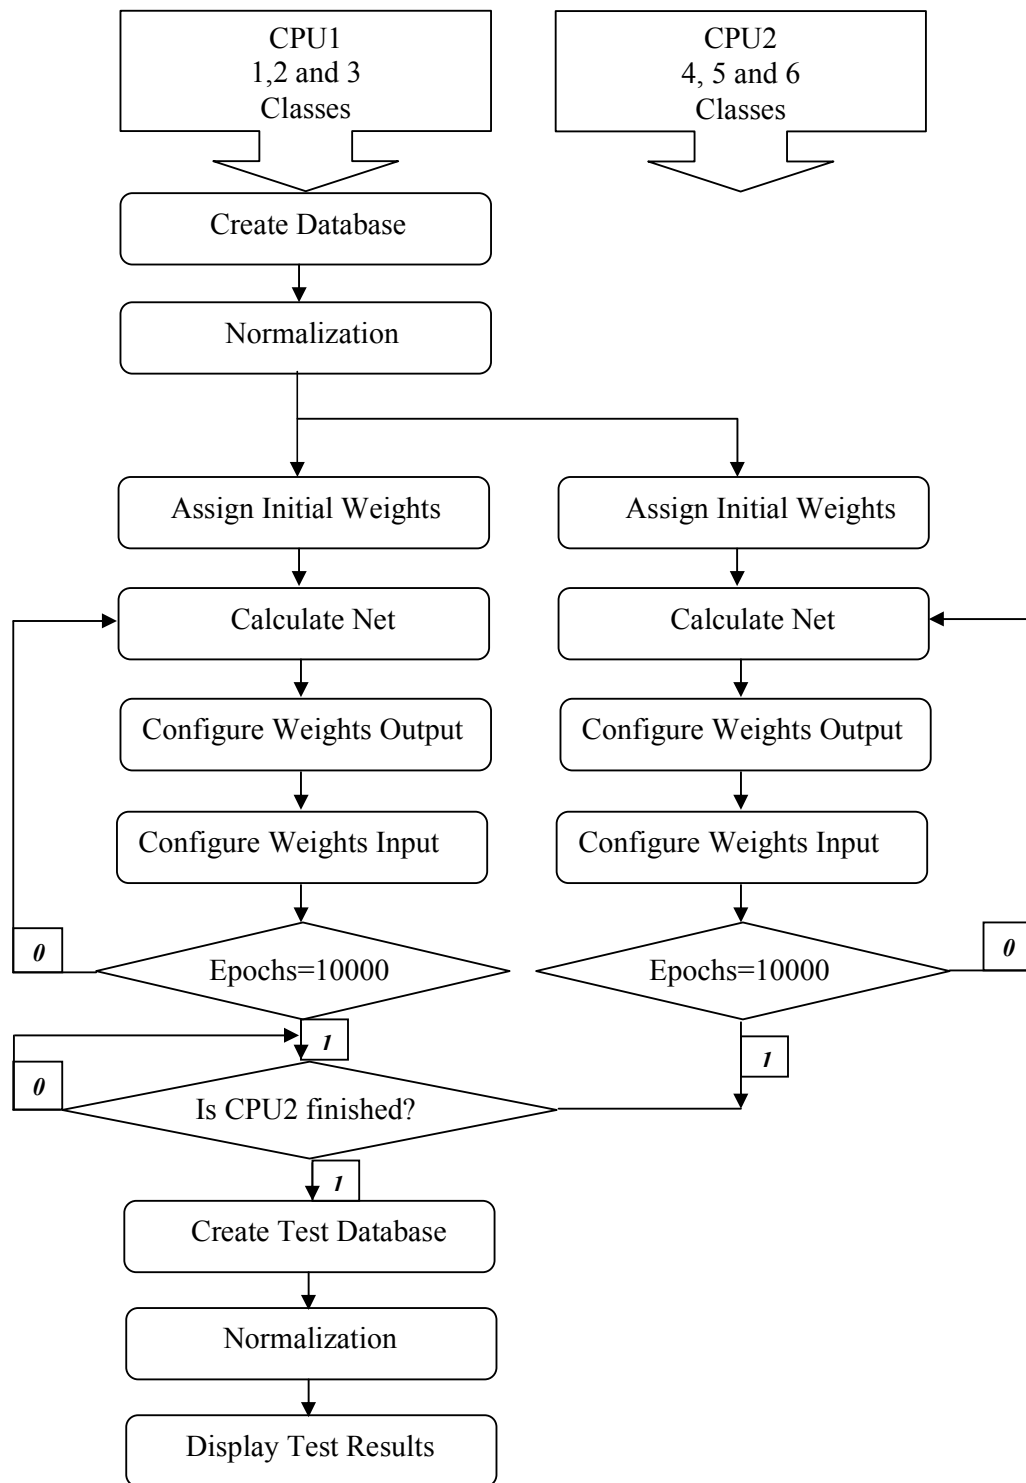 CPU1
1,2 and 3
Classes
CPU2
4, 5 and 6
Classes
Create Database
Normalization
Assign Initial Weights
Assign Initial Weights
Calculate Net
Calculate Net
Configure Weights Output
Configure Weights Output
Configure Weights Input
Configure Weights Input
0
Epochs=10000
Epochs=10000
0
1
1
0
Is CPU2 finished?
1
Create Test Database
Normalization
Display Test Results